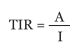 TIR = A
I